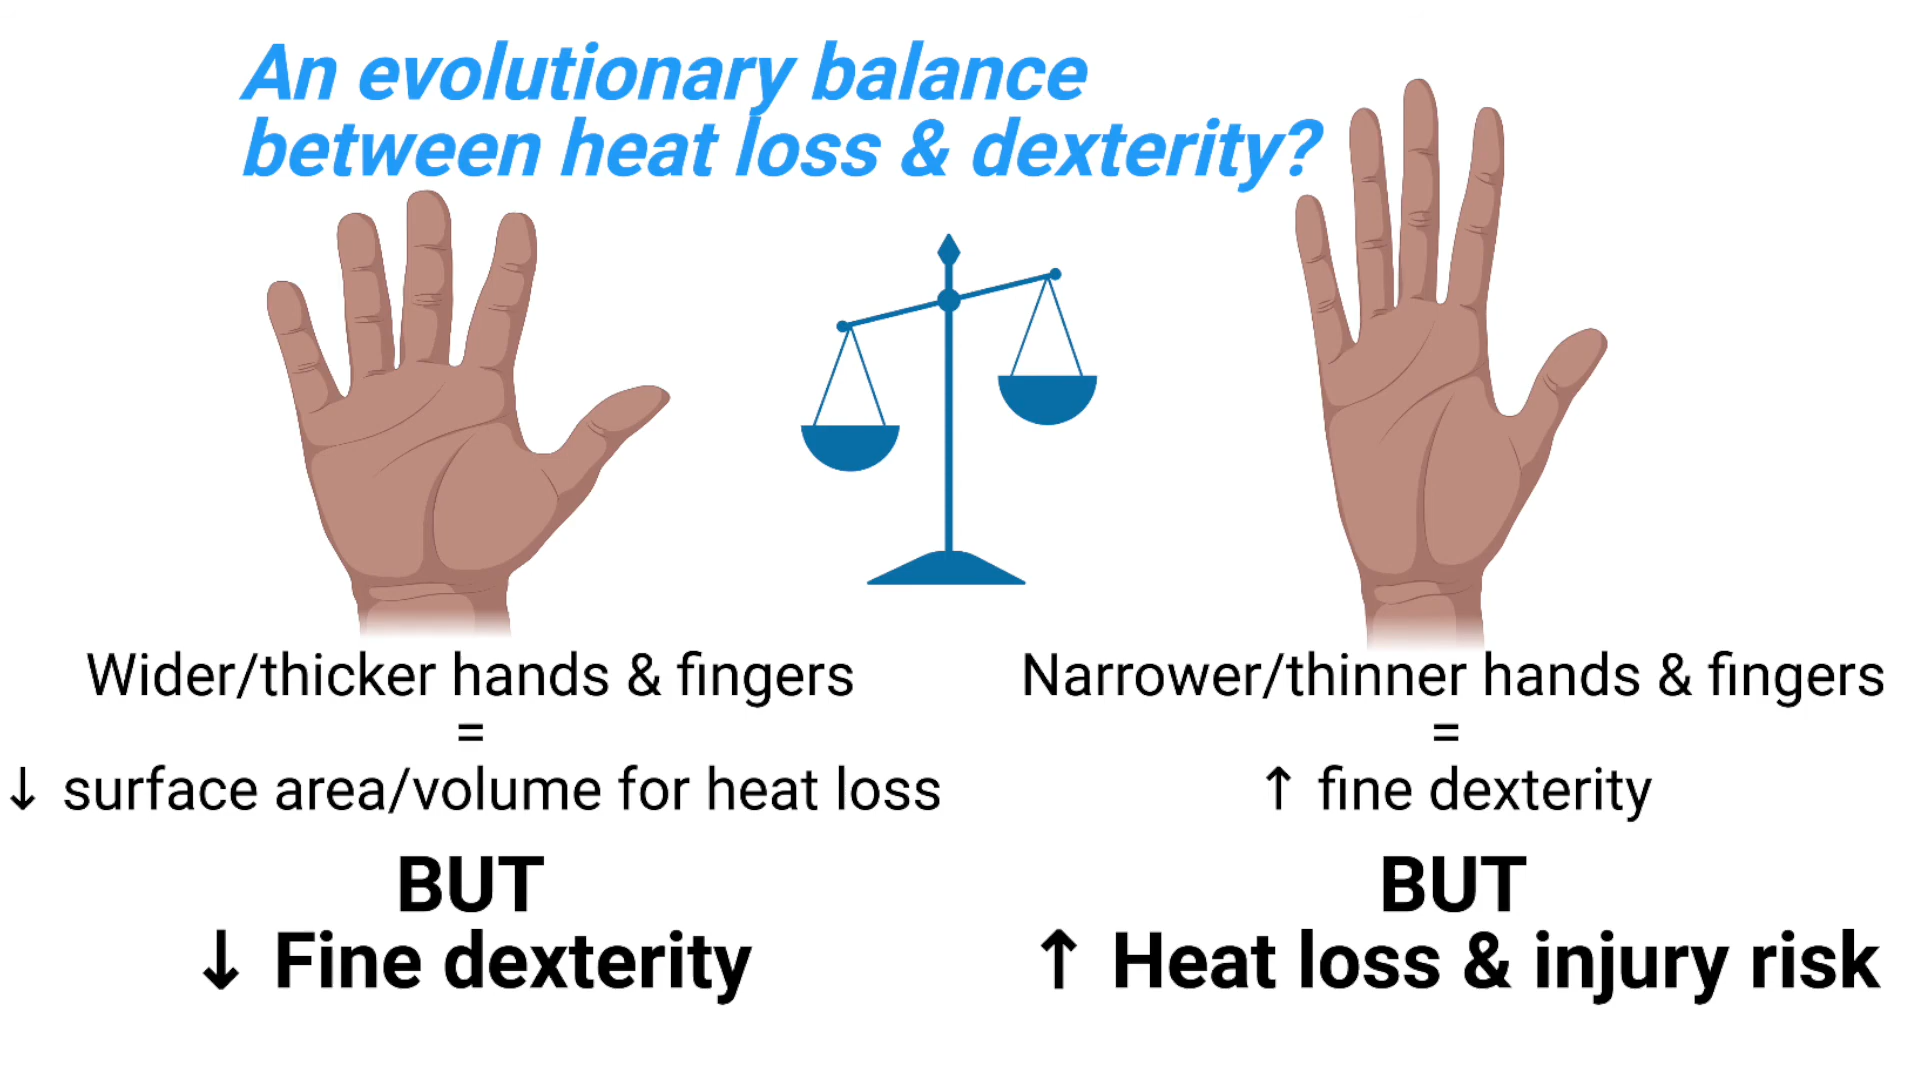 An evolutionary balance
between heat loss & dexterity?
Wider/thicker hands & fingers
=
↓ surface area/volume for heat loss
BUT
↓ Fine dexterity
Narrower/thinner hands & fingers
=
↑ fine dexterity
BUT
↑ Heat loss & injury risk